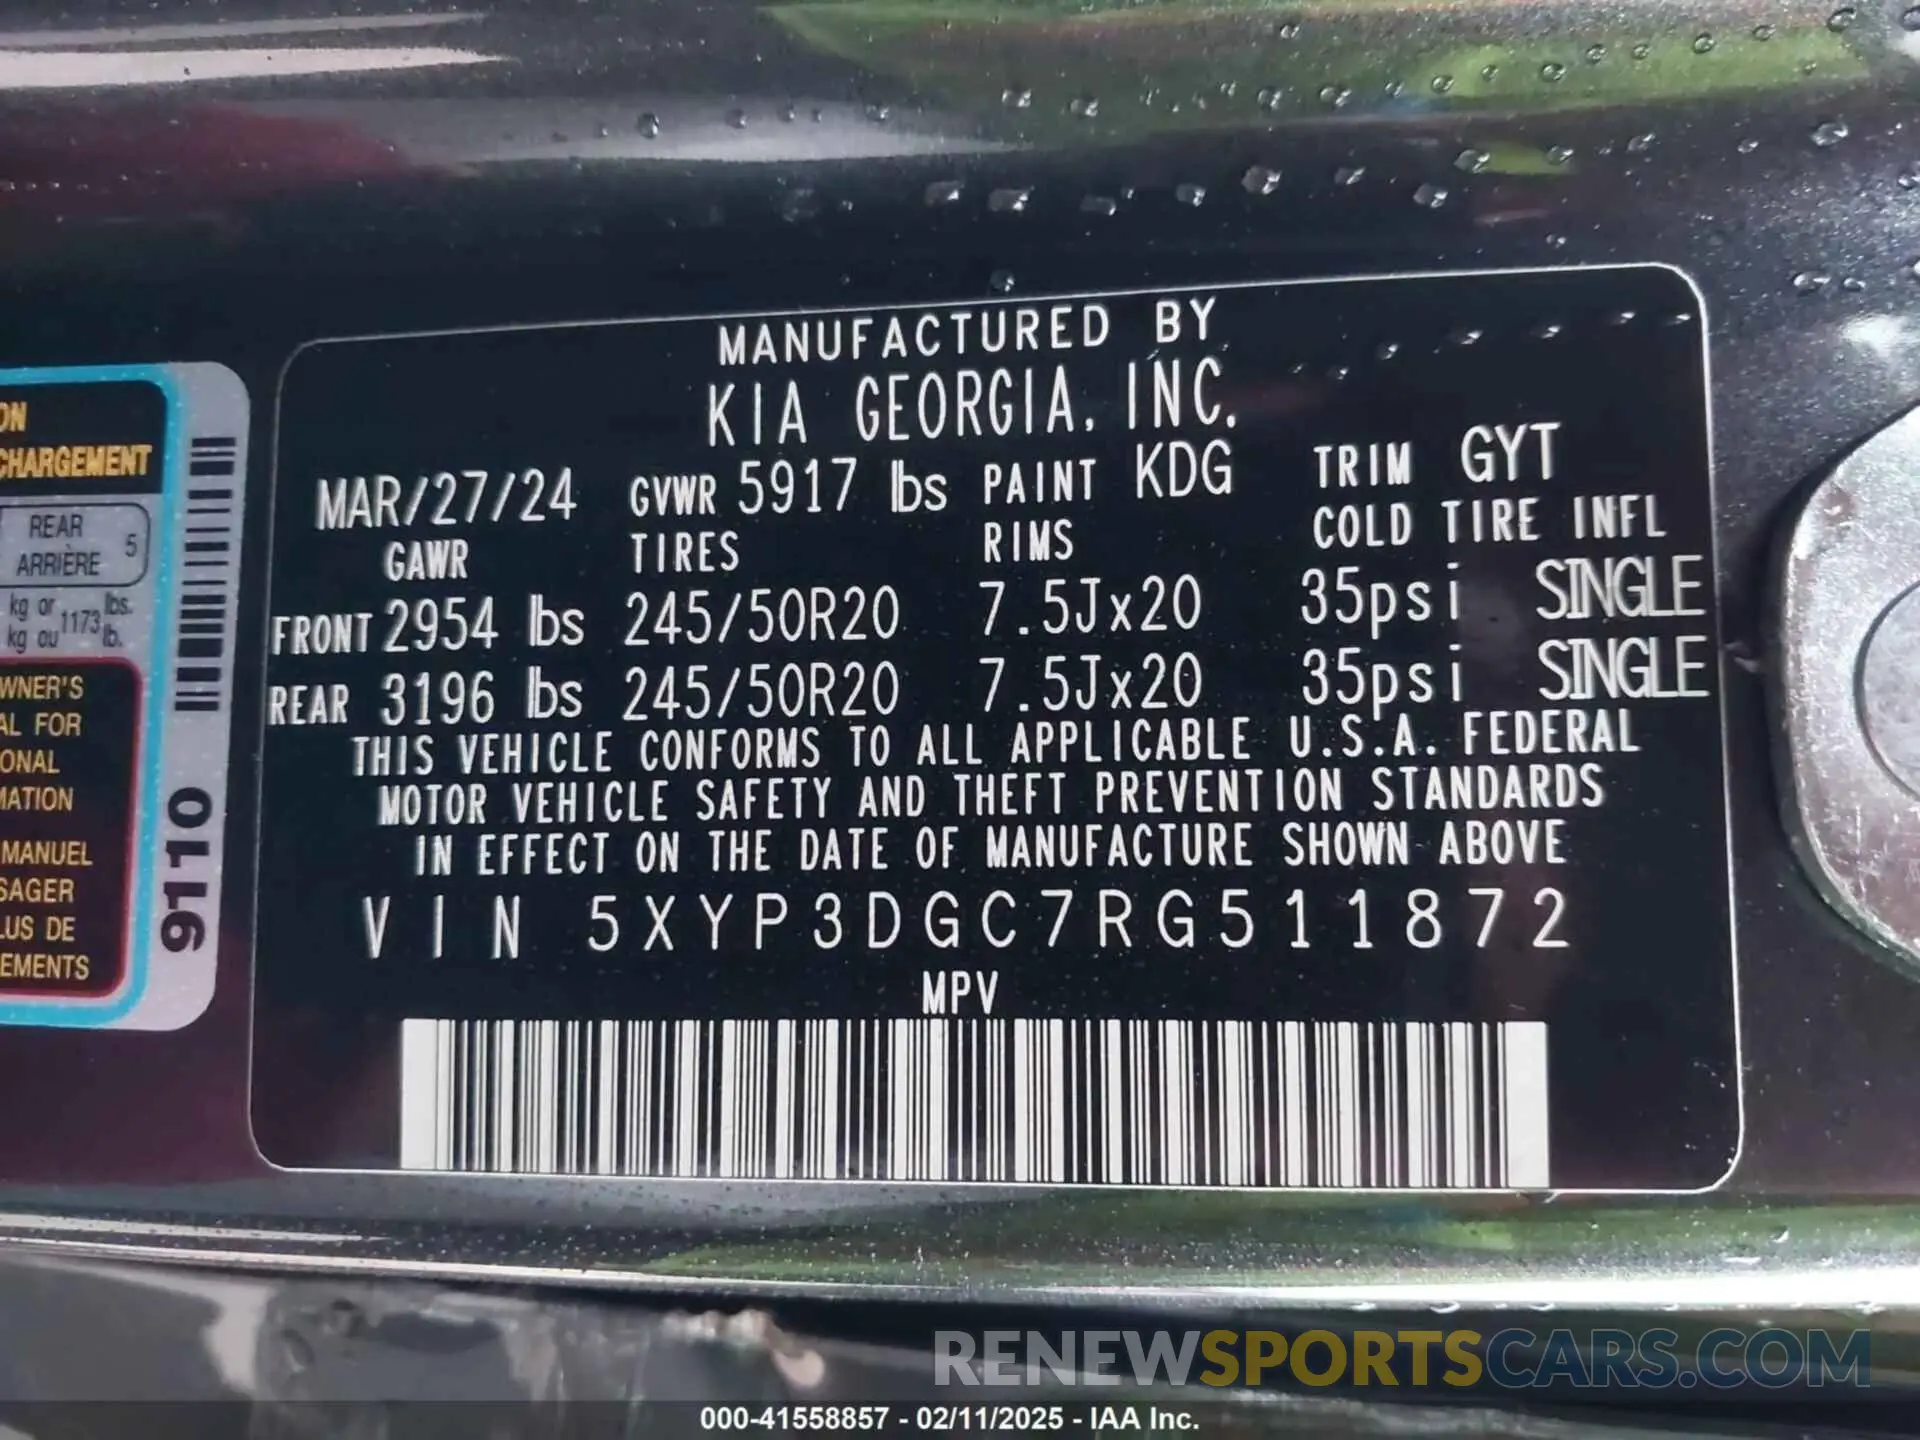 MANUFACTURED BY
KIA GEORGIA, INC.
MAR/27/24 GVWR 5917 lbs PAINT KDG TRIM GYT
GAWR TIRES RIMS COLD TIRE INFL
FRONT 2954 lbs 245/50R20 7.5Jx20 35psi SINGLE
REAR 3196 lbs 245/50R20 7.5Jx20 35psi SINGLE
THIS VEHICLE CONFORMS TO ALL APPLICABLE U.S.A. FEDERAL
MOTOR VEHICLE SAFETY AND THEFT PREVENTION STANDARDS
IN EFFECT ON THE DATE OF MANUFACTURE SHOWN ABOVE
VIN 5XYP3DGC7RG511872
MPV
ON
CHARGEMENT
REAR
ARRIÈRE 5
kg or 1173 lbs.
kg ou lb.
WNER'S
AL FOR
ONAL
MATION
MANUEL
SAGER
LUS DE
EMENTS
9110
RENEWSPORTSCARS.COM
000-41558857 - 02/11/2025 - IAA Inc.